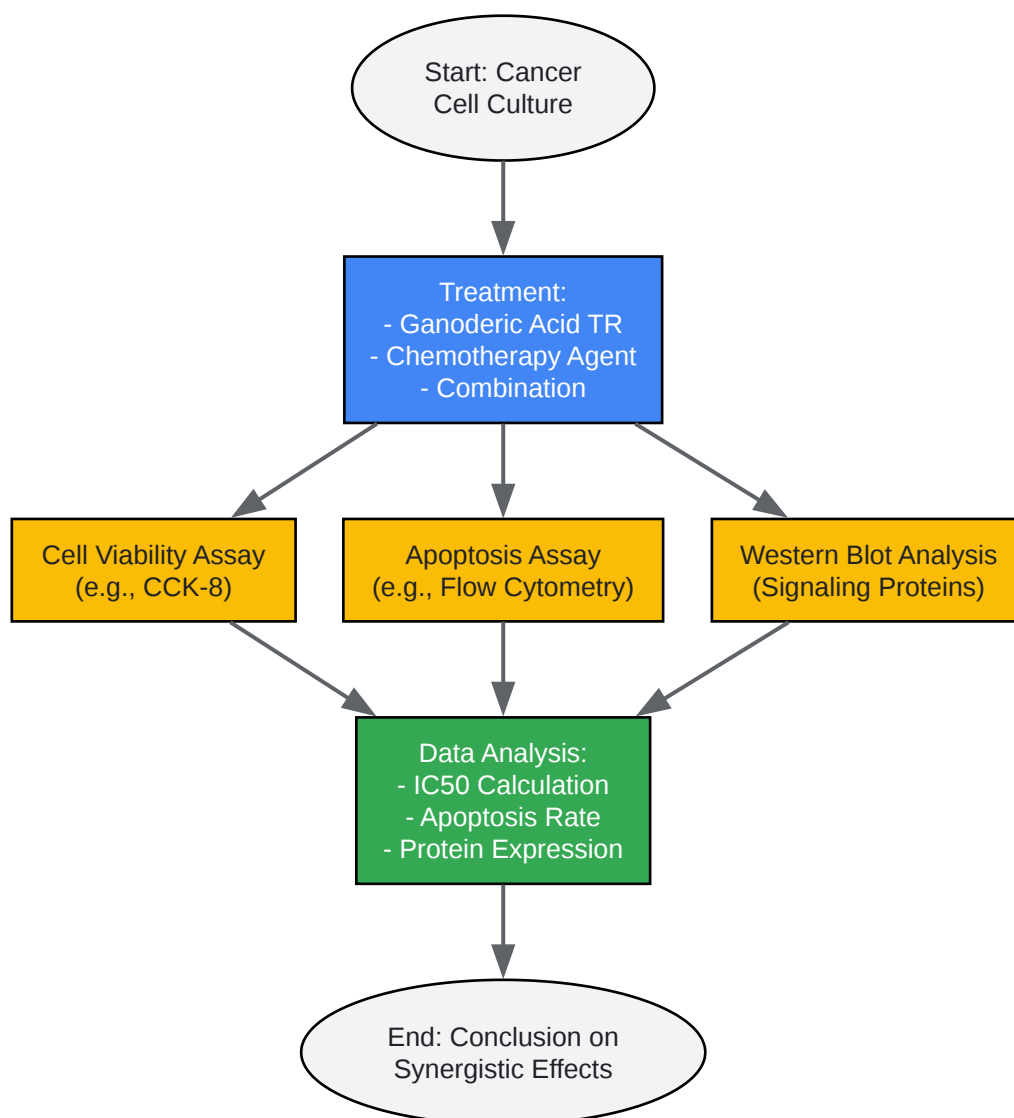 Start: Cancer
Cell Culture
Treatment:
- Ganoderic Acid TR
- Chemotherapy Agent
- Combination
Cell Viability Assay
(e.g., CCK-8)
Apoptosis Assay
(e.g., Flow Cytometry)
Western Blot Analysis
(Signaling Proteins)
Data Analysis:
- IC50 Calculation
- Apoptosis Rate
- Protein Expression
End: Conclusion on
Synergistic Effects